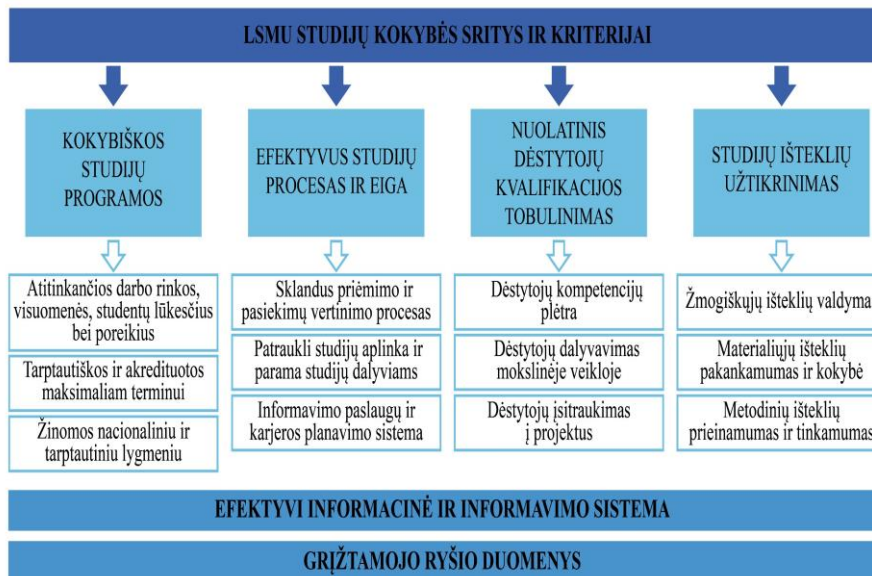 LSMU STUDIJŲ KOKYBĖS SRITYS IR KRITERIJAI
KOKYBIŠKOS
STUDIJŲ
PROGRAMOS
EFEKTYVUS STUDIJŲ
PROCESAS IR EIGA
NUOLATINIS
DĖSTYTOJŲ
KVALIFIKACIJOS
TOBULINIMAS
STUDIJŲ IŠTEKLIŲ
UŽTIKRINIMAS
Atitinkančios darbo rinkos,
visuomenės, studentų lūkesčius
bei poreikius
Tarptautiškos ir akredituotos
maksimaliam terminui
Žinomos nacionaliniu ir
tarptautiniu lygmeniu
Sklandus priėmimo ir
pasiekimų vertinimo procesas
Patraukli studijų aplinka ir
parama studijų dalyviams
Informavimo paslaugų ir
karjeros planavimo sistema
Dėstytojų kompetencijų
plėtra
Dėstytojų dalyvavimas
mokslinėje veikloje
Dėstytojų įsitraukimas
į projektus
Žmogiškųjų išteklių valdyma
Materialiųjų išteklių
pakankamumas ir kokybė
Metodinių išteklių
prieinamumas ir tinkamumas
EFEKTYVI INFORMACINĖ IR INFORMAVIMO SISTEMA
GRĮŽTAMOJO RYŠIO DUOMENYS